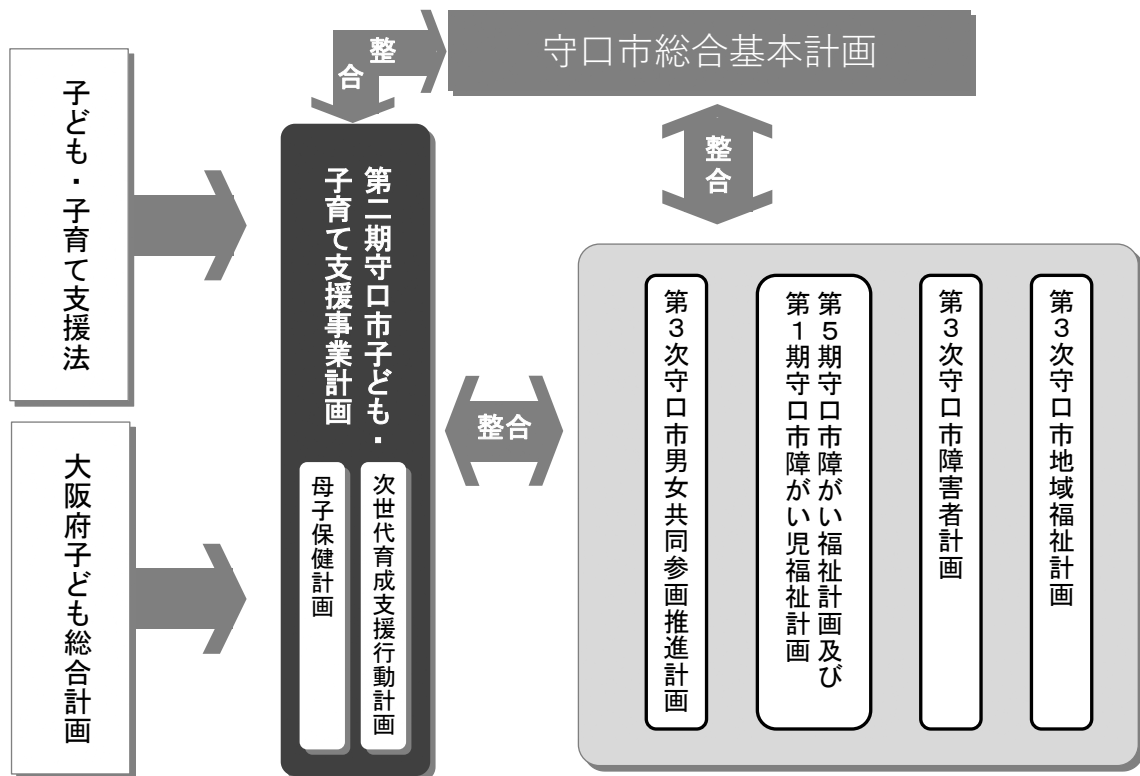 守口市総合基本計画
整
合
整
合
子ども・子育て支援法
大阪府子ども総合計画
第二期守口市子ども・
子育て支援事業計画
次世代育成支援行動計画
母子保健計画
整合
第３次守口市地域福祉計画
第３次守口市障害者計画
第５期守口市障がい福祉計画及び
第１期守口市障がい児福祉計画
第３次守口市男女共同参画推進計画